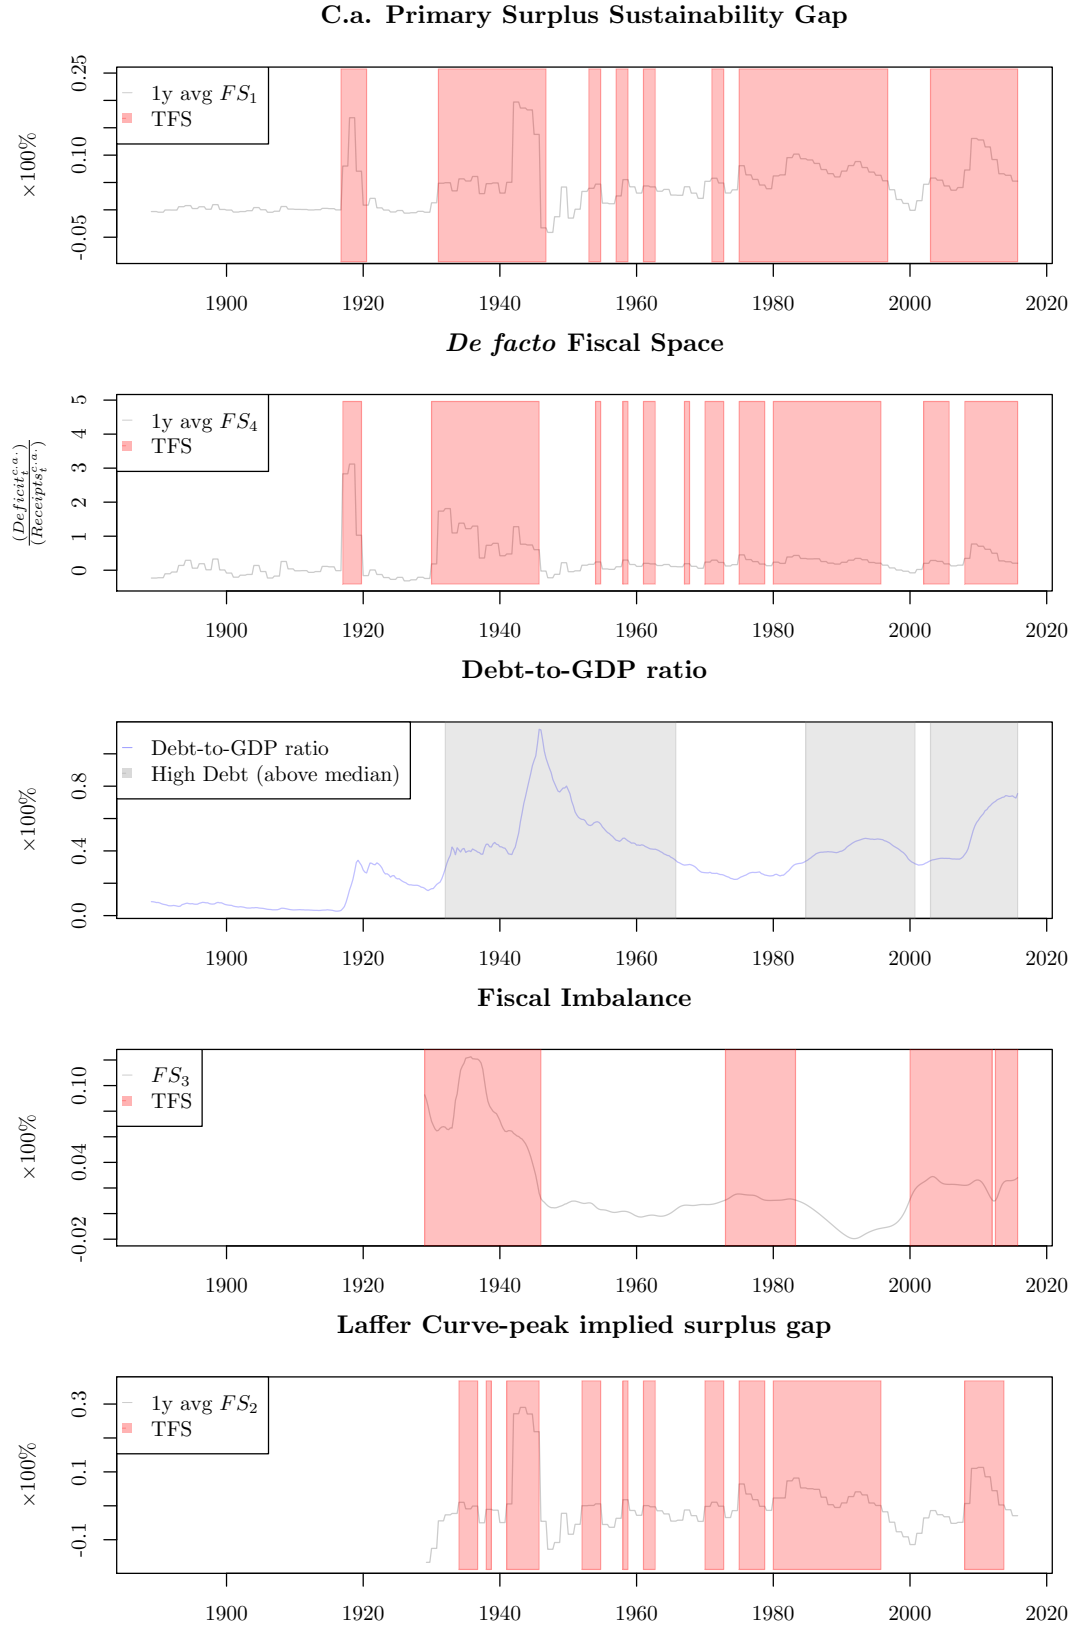 C.a. Primary Surplus Sustainability Gap
×100%
0.25
0.10
-0.05
1y avg FS₁
TFS
1900 1920 1940 1960 1980 2000 2020
De facto Fiscal Space
(Deficitₜᶜ·ᵃ·)
(Receiptsₜᶜ·ᵃ·)
5
4
3
2
1
0
1y avg FS₄
TFS
1900 1920 1940 1960 1980 2000 2020
Debt-to-GDP ratio
×100%
0.8
0.4
0.0
Debt-to-GDP ratio
High Debt (above median)
1900 1920 1940 1960 1980 2000 2020
Fiscal Imbalance
×100%
0.10
0.04
-0.02
FS₃
TFS
1900 1920 1940 1960 1980 2000 2020
Laffer Curve-peak implied surplus gap
×100%
0.3
0.1
-0.1
1y avg FS₂
TFS
1900 1920 1940 1960 1980 2000 2020